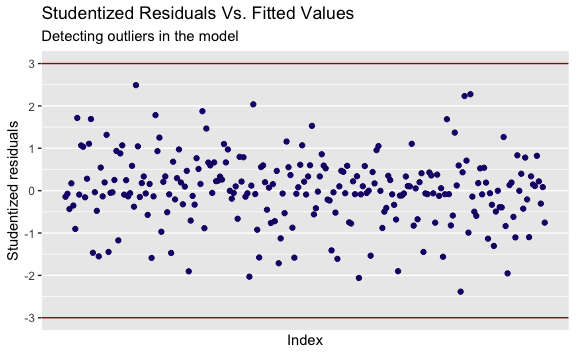 Studentized Residuals Vs. Fitted Values
Detecting outliers in the model
Studentized residuals
3
2
1
0
-1
-2
-3
Index